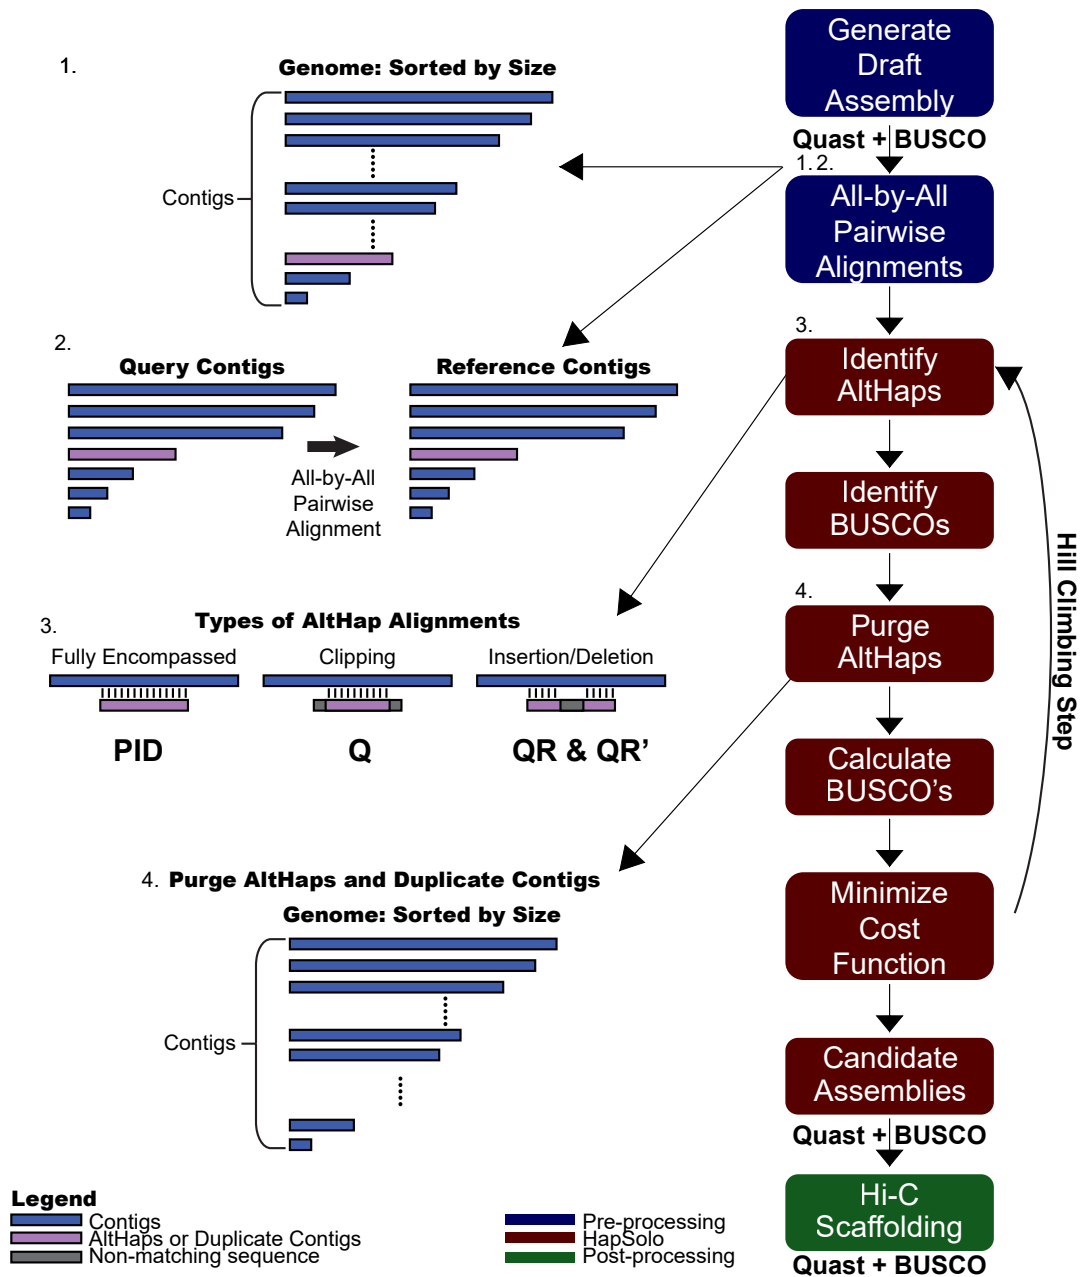 1.
Genome: Sorted by Size
Contigs
2.
Query Contigs
Reference Contigs
All-by-All
Pairwise
Alignment
3.
Types of AltHap Alignments
Fully Encompassed
Clipping
Insertion/Deletion
PID
Q
QR & QR’
4. Purge AltHaps and Duplicate Contigs
Genome: Sorted by Size
Contigs
Generate
Draft
Assembly
Quast + BUSCO
1. 2.
All-by-All
Pairwise
Alignments
3.
Identify
AltHaps
Identify
BUSCOs
4.
Purge
AltHaps
Calculate
BUSCO’s
Minimize
Cost
Function
Hill Climbing Step
Candidate
Assemblies
Quast + BUSCO
Hi-C
Scaffolding
Quast + BUSCO
Legend
Contigs
AltHaps or Duplicate Contigs
Non-matching sequence
Pre-processing
HapSolo
Post-processing